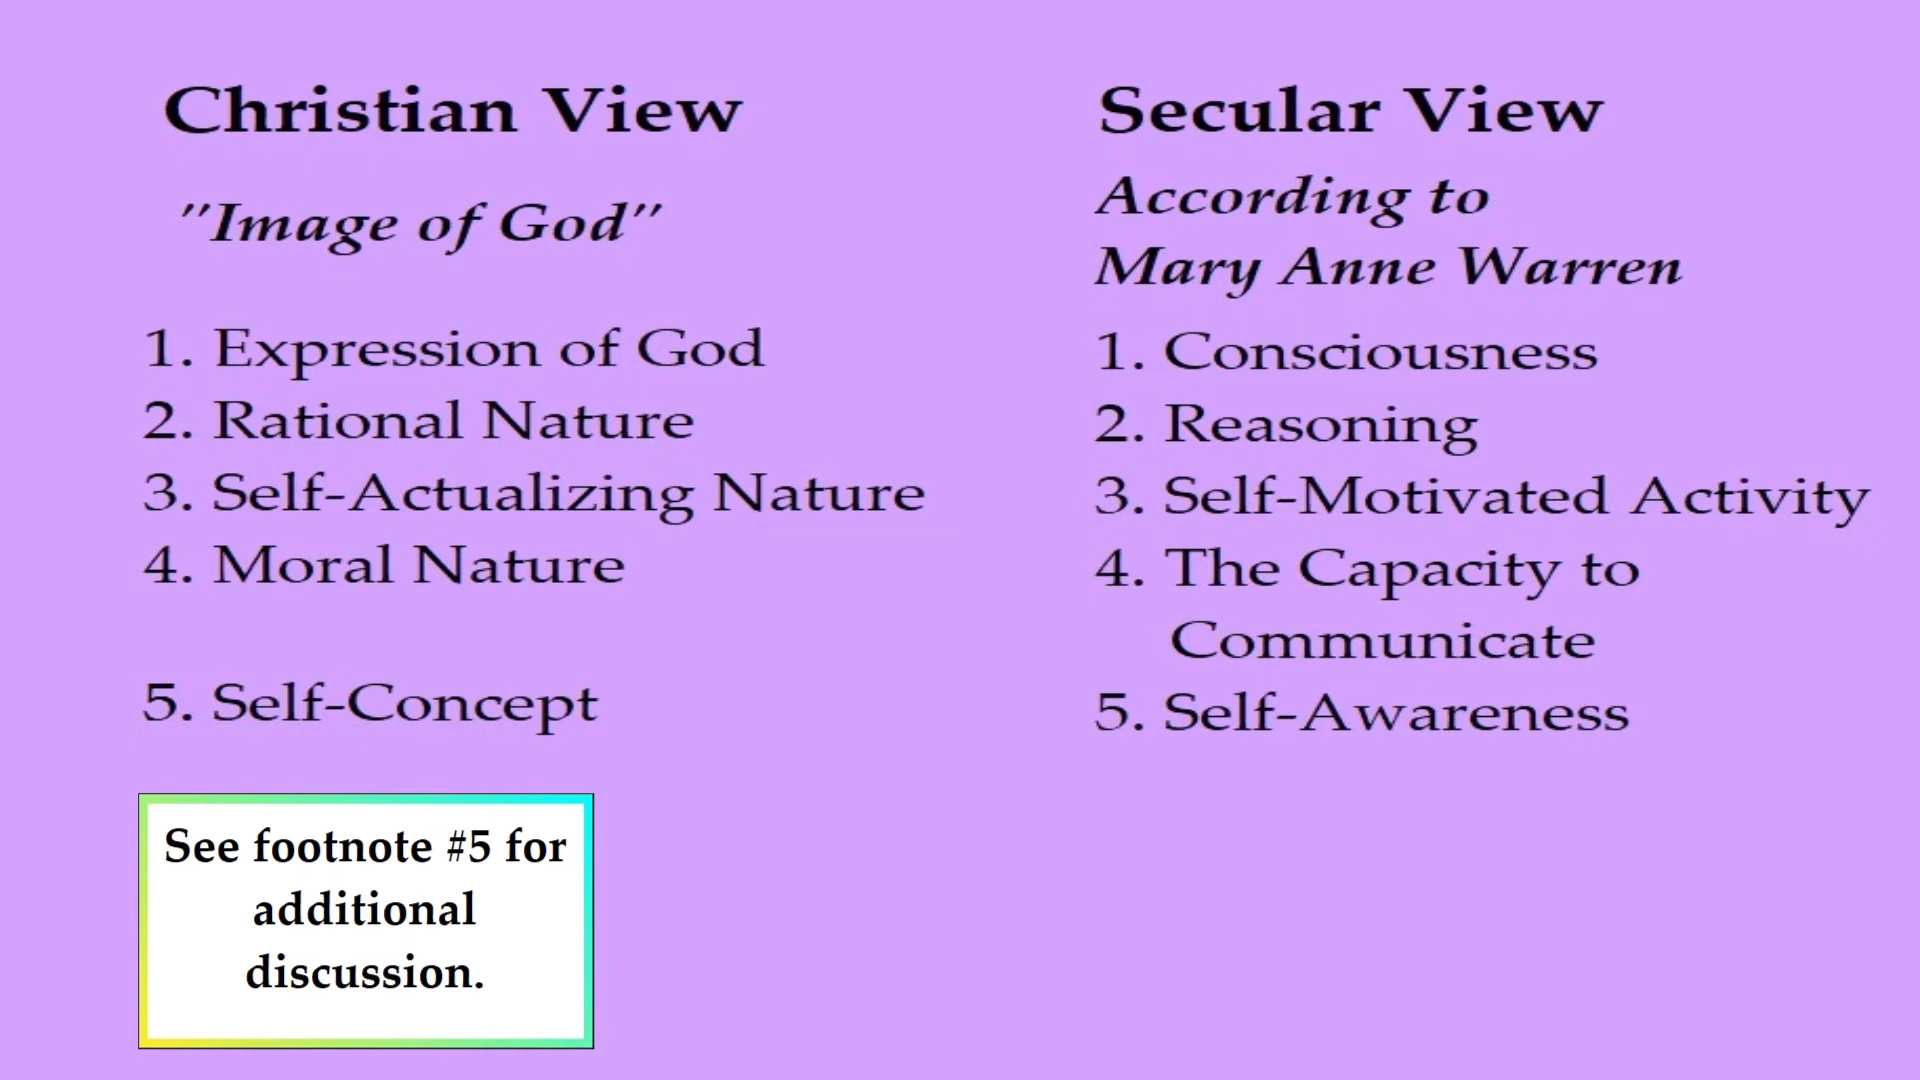 Christian View
"Image of God"
1. Expression of God
2. Rational Nature
3. Self-Actualizing Nature
4. Moral Nature
5. Self-Concept
See footnote #5 for
additional
discussion.
Secular View
According to
Mary Anne Warren
1. Consciousness
2. Reasoning
3. Self-Motivated Activity
4. The Capacity to
Communicate
5. Self-Awareness